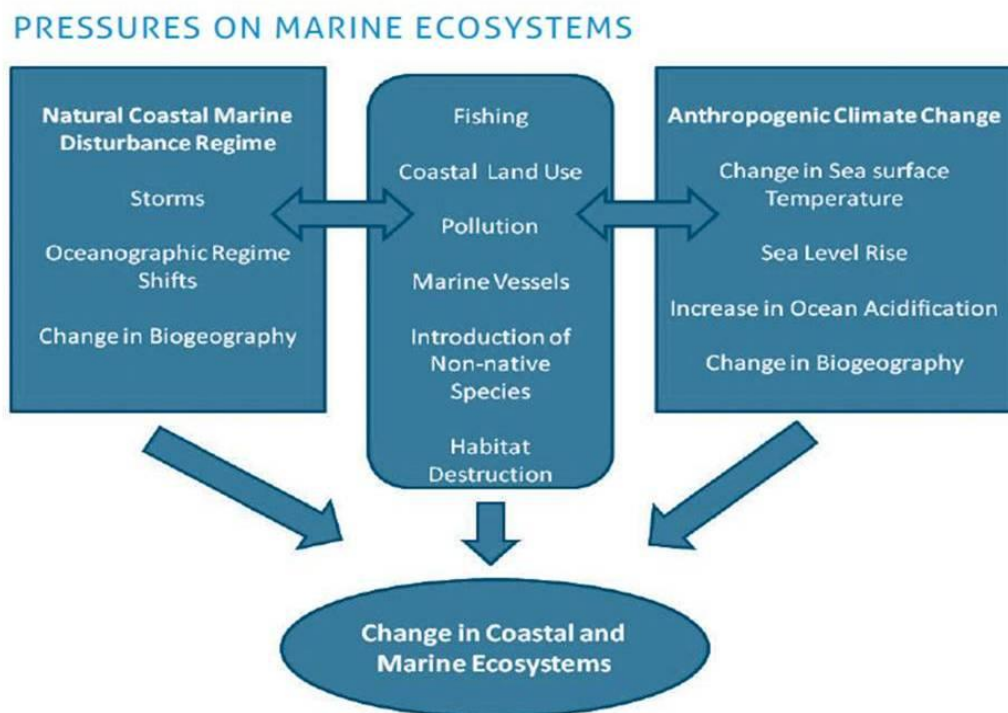 PRESSURES ON MARINE ECOSYSTEMS
Natural Coastal Marine
Disturbance Regime
Storms
Oceanographic Regime
Shifts
Change in Biogeography
Fishing
Coastal Land Use
Pollution
Marine Vessels
Introduction of
Non-native
Species
Habitat
Destruction
Anthropogenic Climate Change
Change in Sea surface
Temperature
Sea Level Rise
Increase in Ocean Acidification
Change in Biogeography
Change in Coastal and
Marine Ecosystems